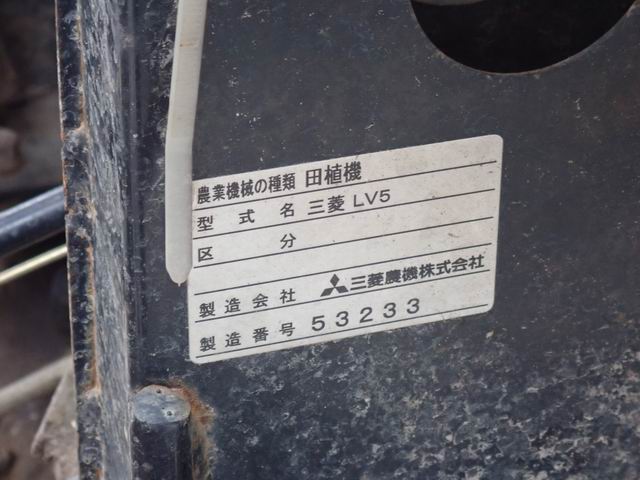 農業機械の種類 田植機
型式名 三菱 LV5
区分
製造会社 三菱農機株式会社
製造番号 53233